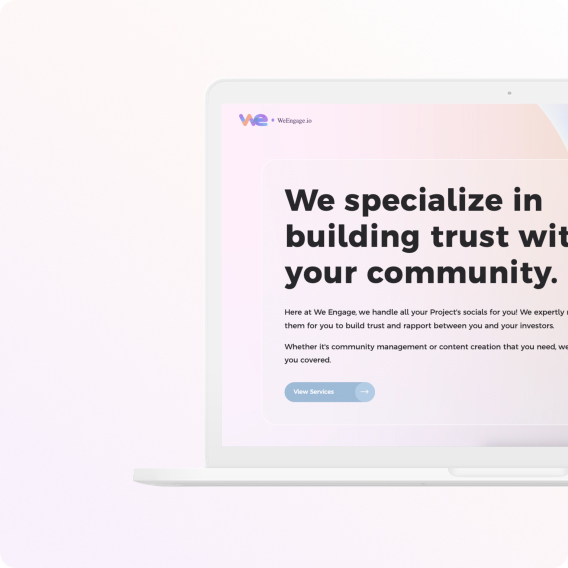 we • WeEngage.io
We specialize in
building trust wit
your community.
Here at We Engage, we handle all your Project's socials for you! We expertly
them for you to build trust and rapport between you and your investors.
Whether it's community management or content creation that you need, we
you covered.
View Services